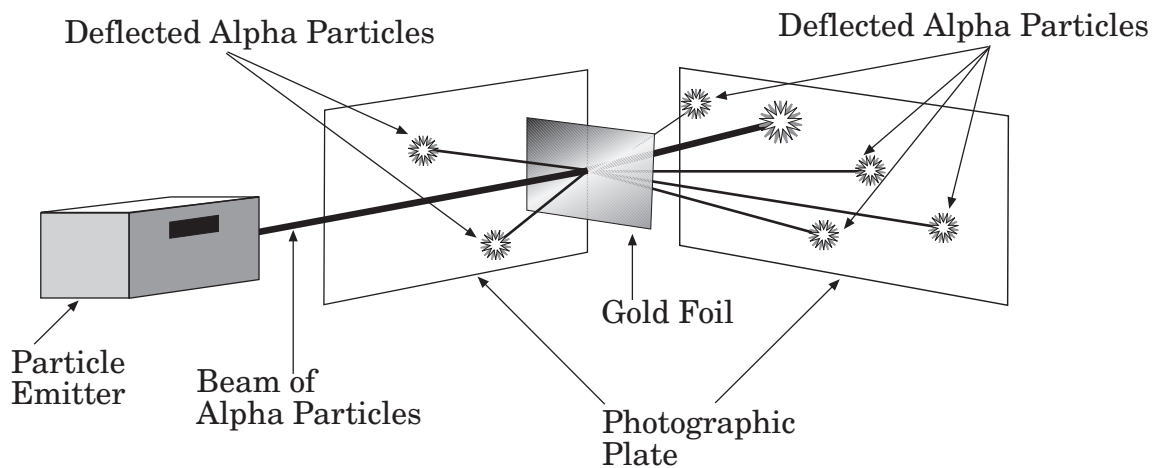 Deflected Alpha Particles
Deflected Alpha Particles
Gold Foil
Particle
Emitter
Beam of
Alpha Particles
Photographic
Plate